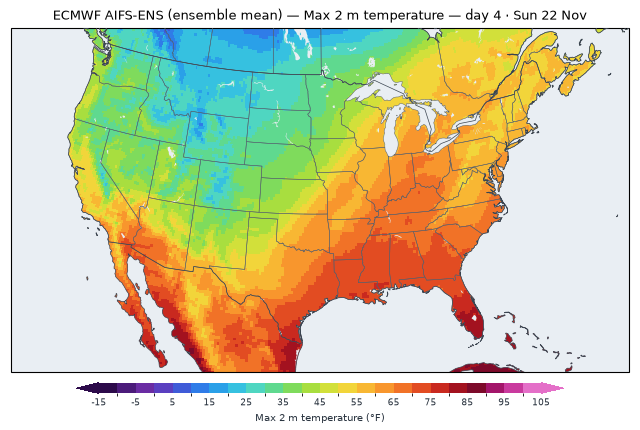 ECMWF AIFS-ENS (ensemble mean) — Max 2 m temperature — day 4 · Sun 22 Nov
-15 -5 5 15 25 35 45 55 65 75 85 95 105
Max 2 m temperature (°F)